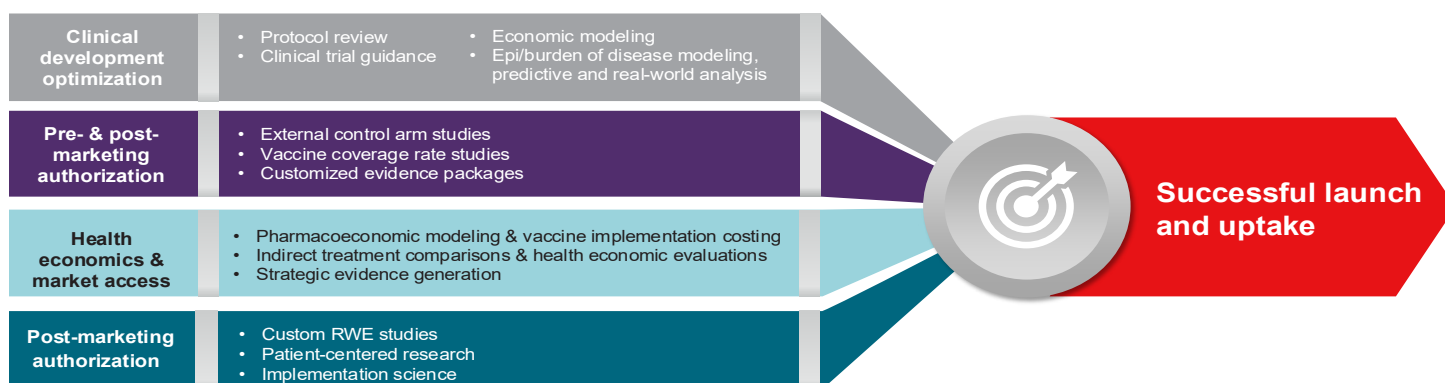 Clinical
development
optimization
• Protocol review
• Clinical trial guidance
• Economic modeling
• Epi/burden of disease modeling,
predictive and real-world analysis
Pre- & post-
marketing
authorization
• External control arm studies
• Vaccine coverage rate studies
• Customized evidence packages
Health
economics &
market access
• Pharmacoeconomic modeling & vaccine implementation costing
• Indirect treatment comparisons & health economic evaluations
• Strategic evidence generation
Post-marketing
authorization
• Custom RWE studies
• Patient-centered research
• Implementation science
Successful launch
and uptake